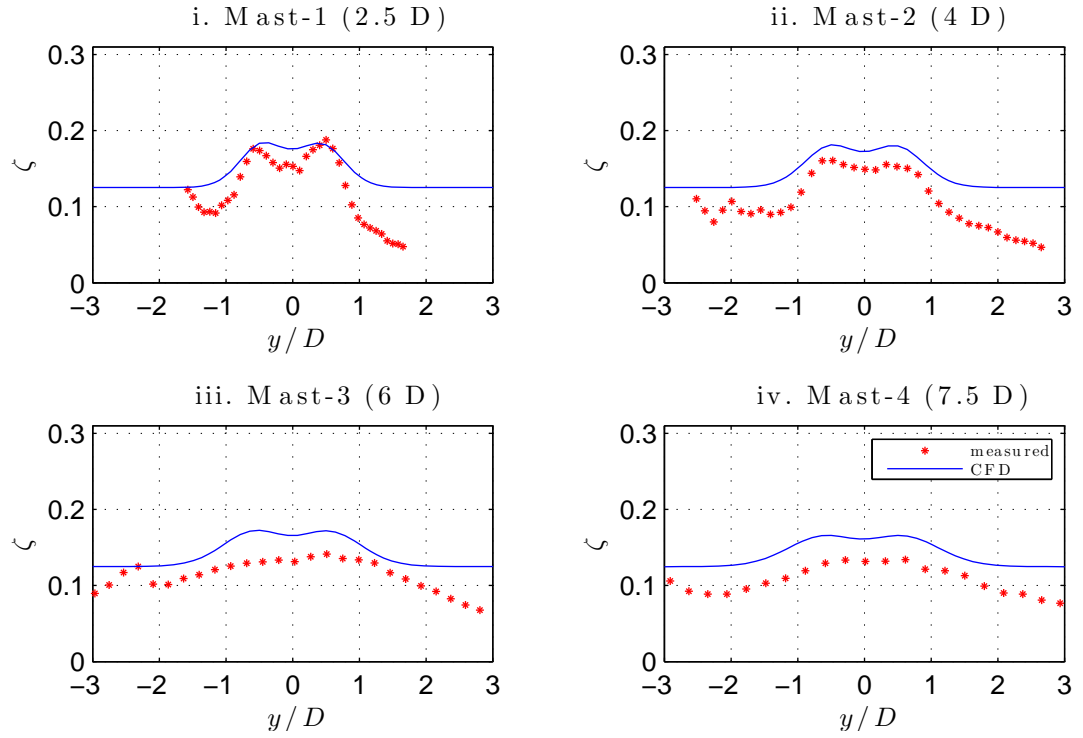 i. Mast-1 (2.5 D)
0.3
0.2
0.1
0
ζ
−3 −2 −1 0 1 2 3
y/D
ii. Mast-2 (4 D)
0.3
0.2
0.1
0
ζ
−3 −2 −1 0 1 2 3
y/D
iii. Mast-3 (6 D)
0.3
0.2
0.1
0
ζ
−3 −2 −1 0 1 2 3
y/D
iv. Mast-4 (7.5 D)
measured
CFD
0.3
0.2
0.1
0
ζ
−3 −2 −1 0 1 2 3
y/D